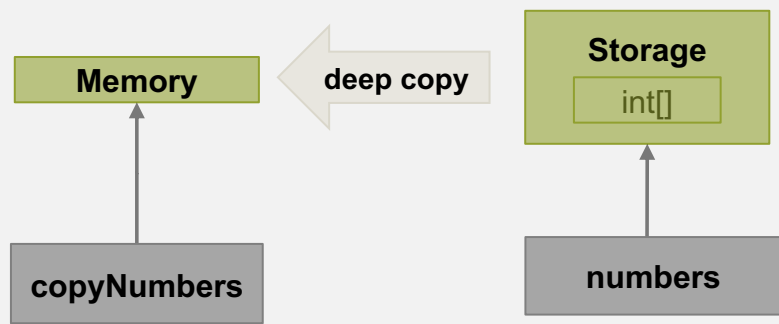 Storage
Memory
deep copy
int[]
copyNumbers
numbers